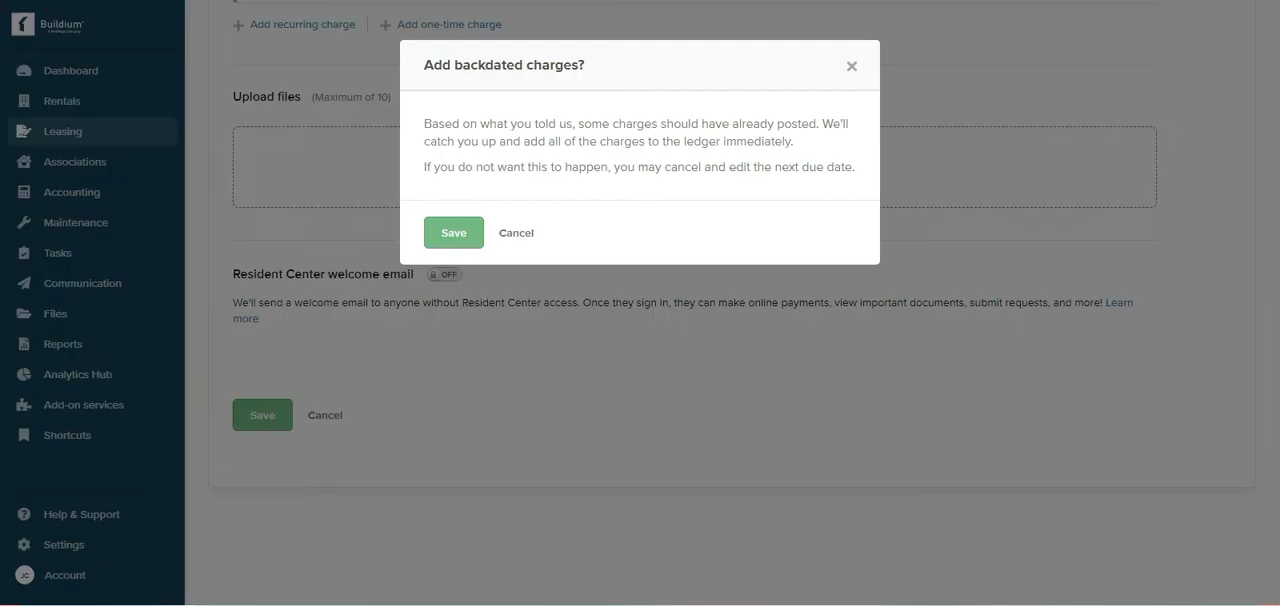 Buildium
Dashboard
Rentals
Leasing
Associations
Accounting
Maintenance
Tasks
Communication
Files
Reports
Analytics Hub
Add-on services
Shortcuts
Help & Support
Settings
JC Account
Add recurring charge
Add one-time charge
Upload files (Maximum of 10)
Add backdated charges?
Based on what you told us, some charges should have already posted. We'll
catch you up and add all of the charges to the ledger immediately.
If you do not want this to happen, you may cancel and edit the next due date.
Save Cancel
Resident Center welcome email OFF
We'll send a welcome email to anyone without Resident Center access. Once they sign in, they can make online payments, view important documents, submit requests, and more! Learn
more
Save Cancel